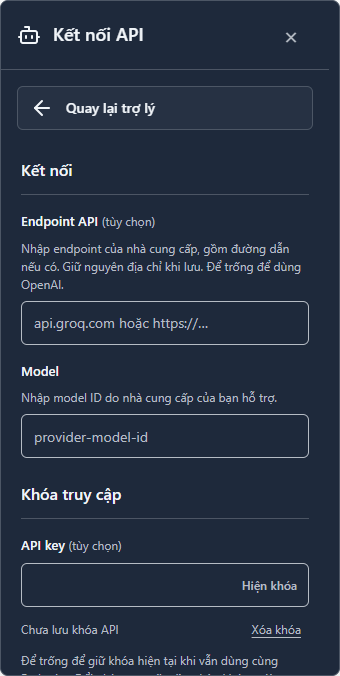 Kết nối API
Quay lại trợ lý
Kết nối
Endpoint API (tùy chọn)
Nhập endpoint của nhà cung cấp, gồm đường dẫn
nếu có. Giữ nguyên địa chỉ khi lưu. Để trống để dùng
OpenAI.
api.groq.com hoặc https://...
Model
Nhập model ID do nhà cung cấp của bạn hỗ trợ.
provider-model-id
Khóa truy cập
API key (tùy chọn)
Hiện khóa
Chưa lưu khóa API
Xóa khóa
Để trống để giữ khóa hiện tại khi vẫn dùng cùng